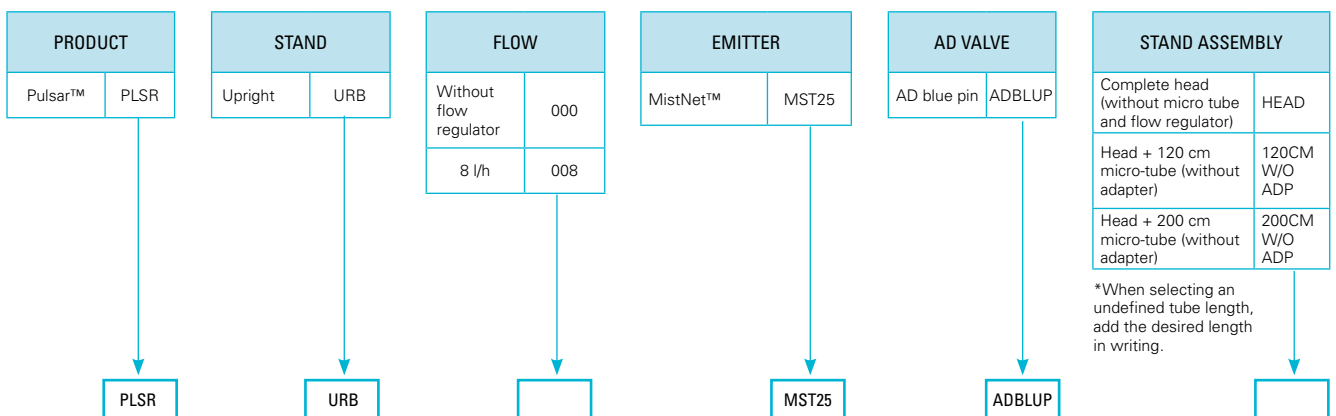 PRODUCT
Pulsar™ PLSR
STAND
Upright URB
FLOW
Without
flow
regulator
000
8 l/h 008
EMITTER
MistNet™ MST25
AD VALVE
AD blue pin ADBLUP
STAND ASSEMBLY
Complete head
(without micro tube
and flow regulator)
HEAD
Head + 120 cm
micro-tube (without
adapter)
120CM
W/O
ADP
Head + 200 cm
micro-tube (without
adapter)
200CM
W/O
ADP
*When selecting an
undefined tube length,
add the desired length
in writing.
PLSR URB MST25 ADBLUP